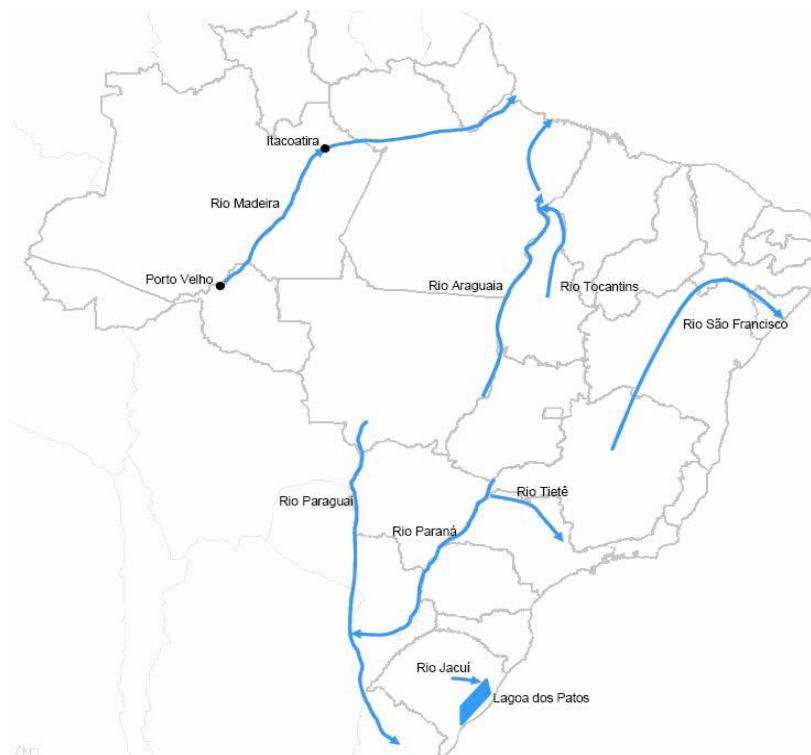 Itacoatira
Rio Madeira
Porto Velho
Rio Araguaia
Rio Tocantins
Rio São Francisco
Rio Paraguai
Rio Tietê
Rio Paraná
Rio Jacuí
Lagoa dos Patos